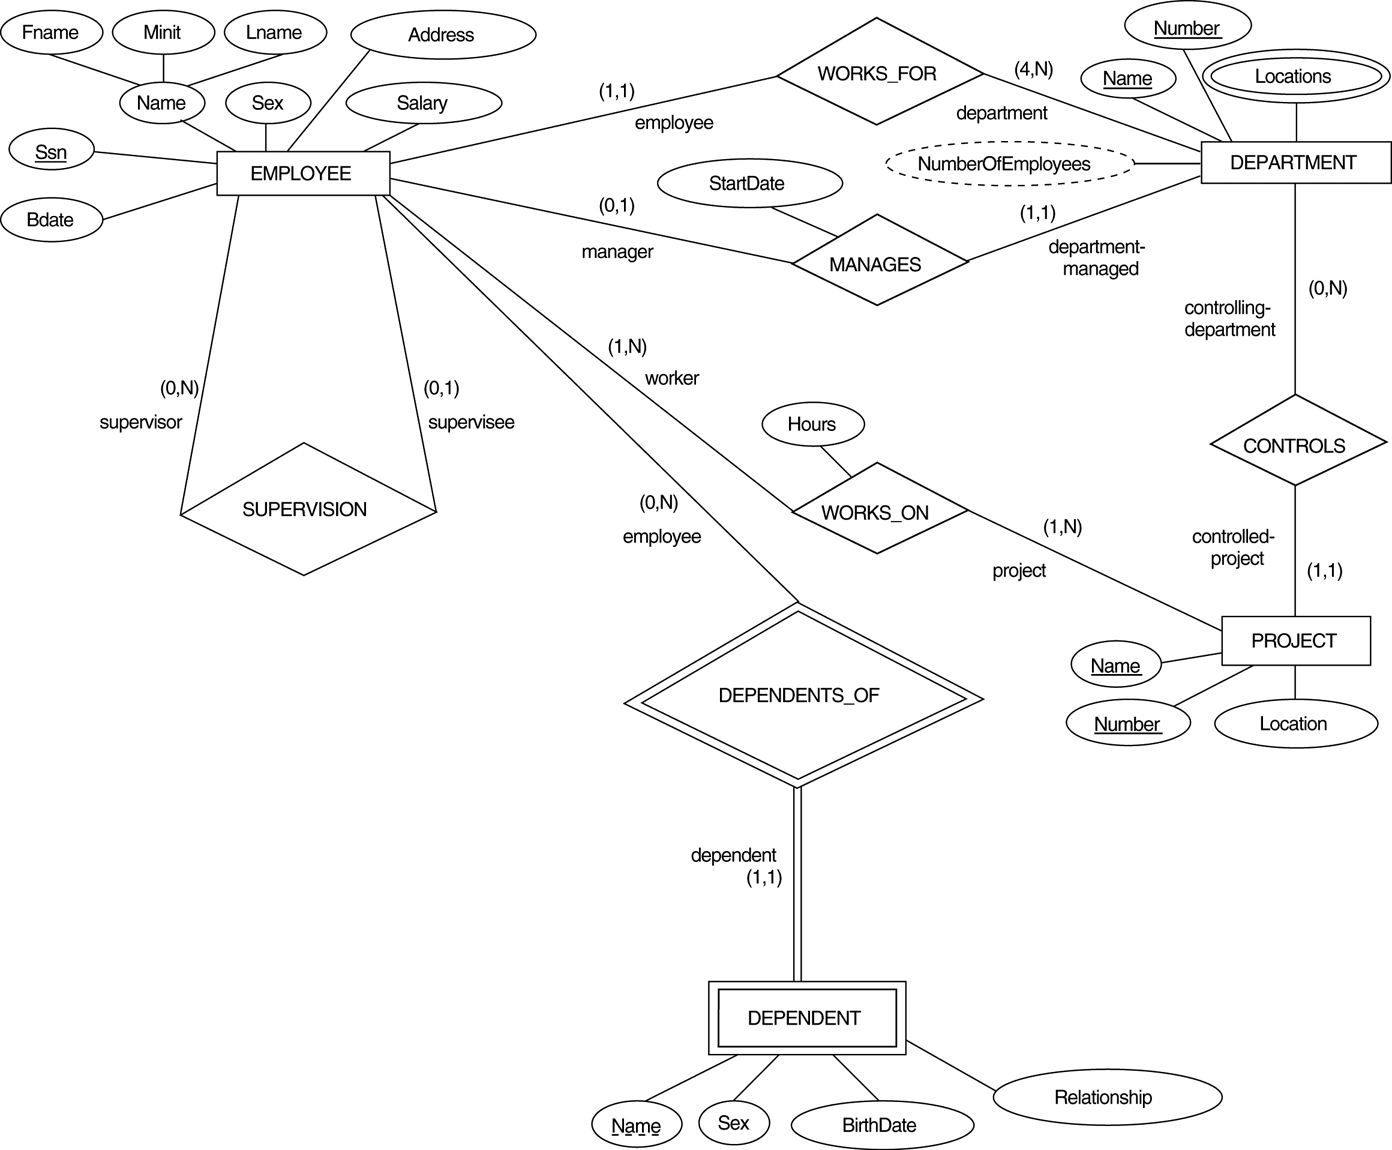 Fname
Minit
Lname
Address
Number
WORKS_FOR
(4,N)
Name
Locations
(1,1)
Name
Sex
Salary
employee
department
Ssn
EMPLOYEE
NumberOfEmployees
DEPARTMENT
StartDate
Bdate
(0,1)
(1,1)
manager
MANAGES
department-
managed
(0,N)
controlling-
department
(1,N)
worker
(0,N)
supervisor
(0,1)
supervisee
Hours
CONTROLS
SUPERVISION
(0,N)
employee
WORKS_ON
(1,N)
project
controlled-
project
(1,1)
PROJECT
Name
DEPENDENTS_OF
Number
Location
dependent
(1,1)
DEPENDENT
Name
Sex
BirthDate
Relationship